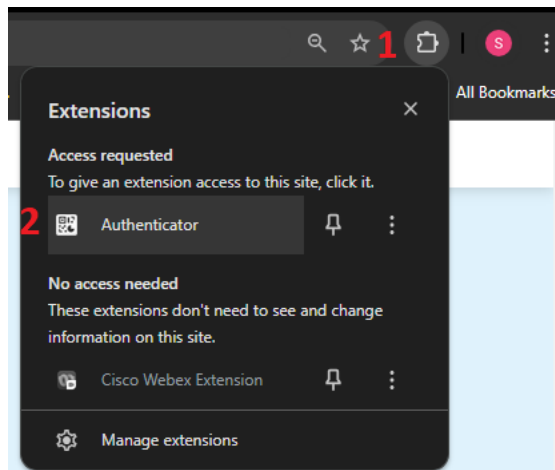 1
S
All Bookmarks
Extensions
Access requested
To give an extension access to this site, click it.
2
Authenticator
No access needed
These extensions don't need to see and change
information on this site.
Cisco Webex Extension
Manage extensions